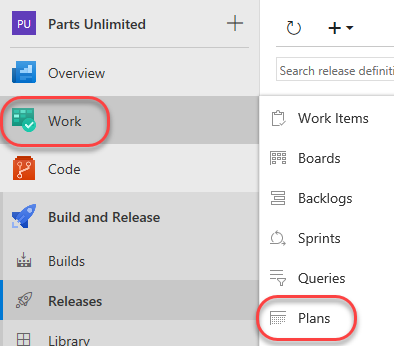 PU Parts Unlimited
Overview
Work
Code
Build and Release
Builds
Releases
Library
Search release definiti
Work Items
Boards
Backlogs
Sprints
Queries
Plans